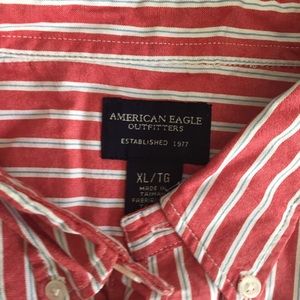 AMERICAN EAGLE
OUTFITTERS
ESTABLISHED 1977
XL/TG
MADE IN